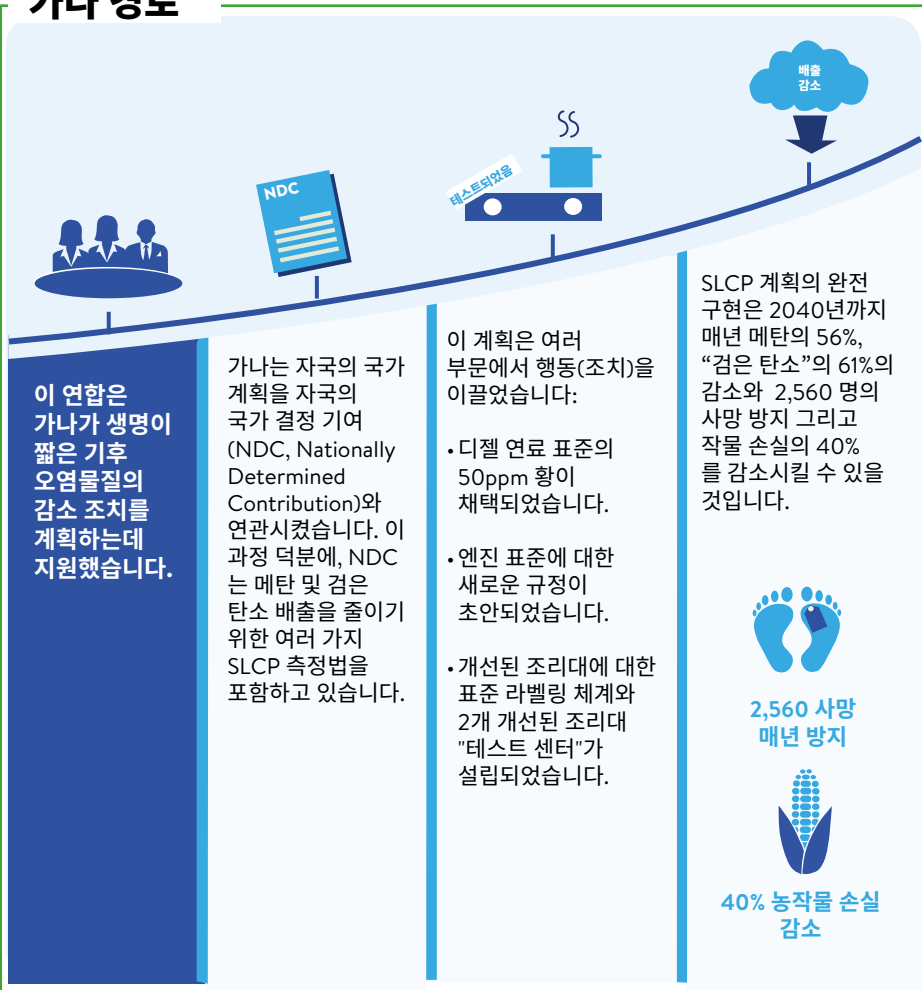 가나 경로
배출
감소
테스트되었음
NDC
이 연합은
가나가 생명이
짧은 기후
오염물질의
감소 조치를
계획하는데
지원했습니다.
가나는 자국의 국가
계획을 자국의
국가 결정 기여
(NDC, Nationally
Determined
Contribution)와
연관시켰습니다. 이
과정 덕분에, NDC
는 메탄 및 검은
탄소 배출을 줄이기
위한 여러 가지
SLCP 측정법을
포함하고 있습니다.
이 계획은 여러
부문에서 행동(조치)을
이끌었습니다:
• 디젤 연료 표준의
50ppm 황이
채택되었습니다.
• 엔진 표준에 대한
새로운 규정이
초안되었습니다.
• 개선된 조리대에 대한
표준 라벨링 체계와
2개 개선된 조리대
"테스트 센터"가
설립되었습니다.
SLCP 계획의 완전
구현은 2040년까지
매년 메탄의 56%,
“검은 탄소”의 61%의
감소와 2,560 명의
사망 방지 그리고
작물 손실의 40%
를 감소시킬 수 있을
것입니다.
2,560 사망
매년 방지
40% 농작물 손실
감소